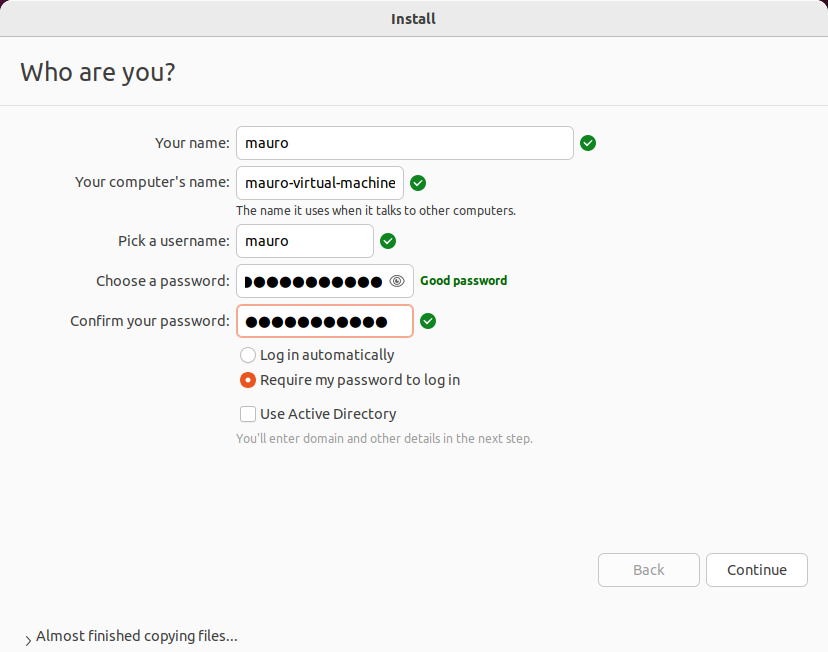 Install
Who are you?
Your name: mauro
Your computer's name: mauro-virtual-machine
The name it uses when it talks to other computers.
Pick a username: mauro
Choose a password: Good password
Confirm your password:
Log in automatically
Require my password to log in
Use Active Directory
You'll enter domain and other details in the next step.
Back Continue
Almost finished copying files...